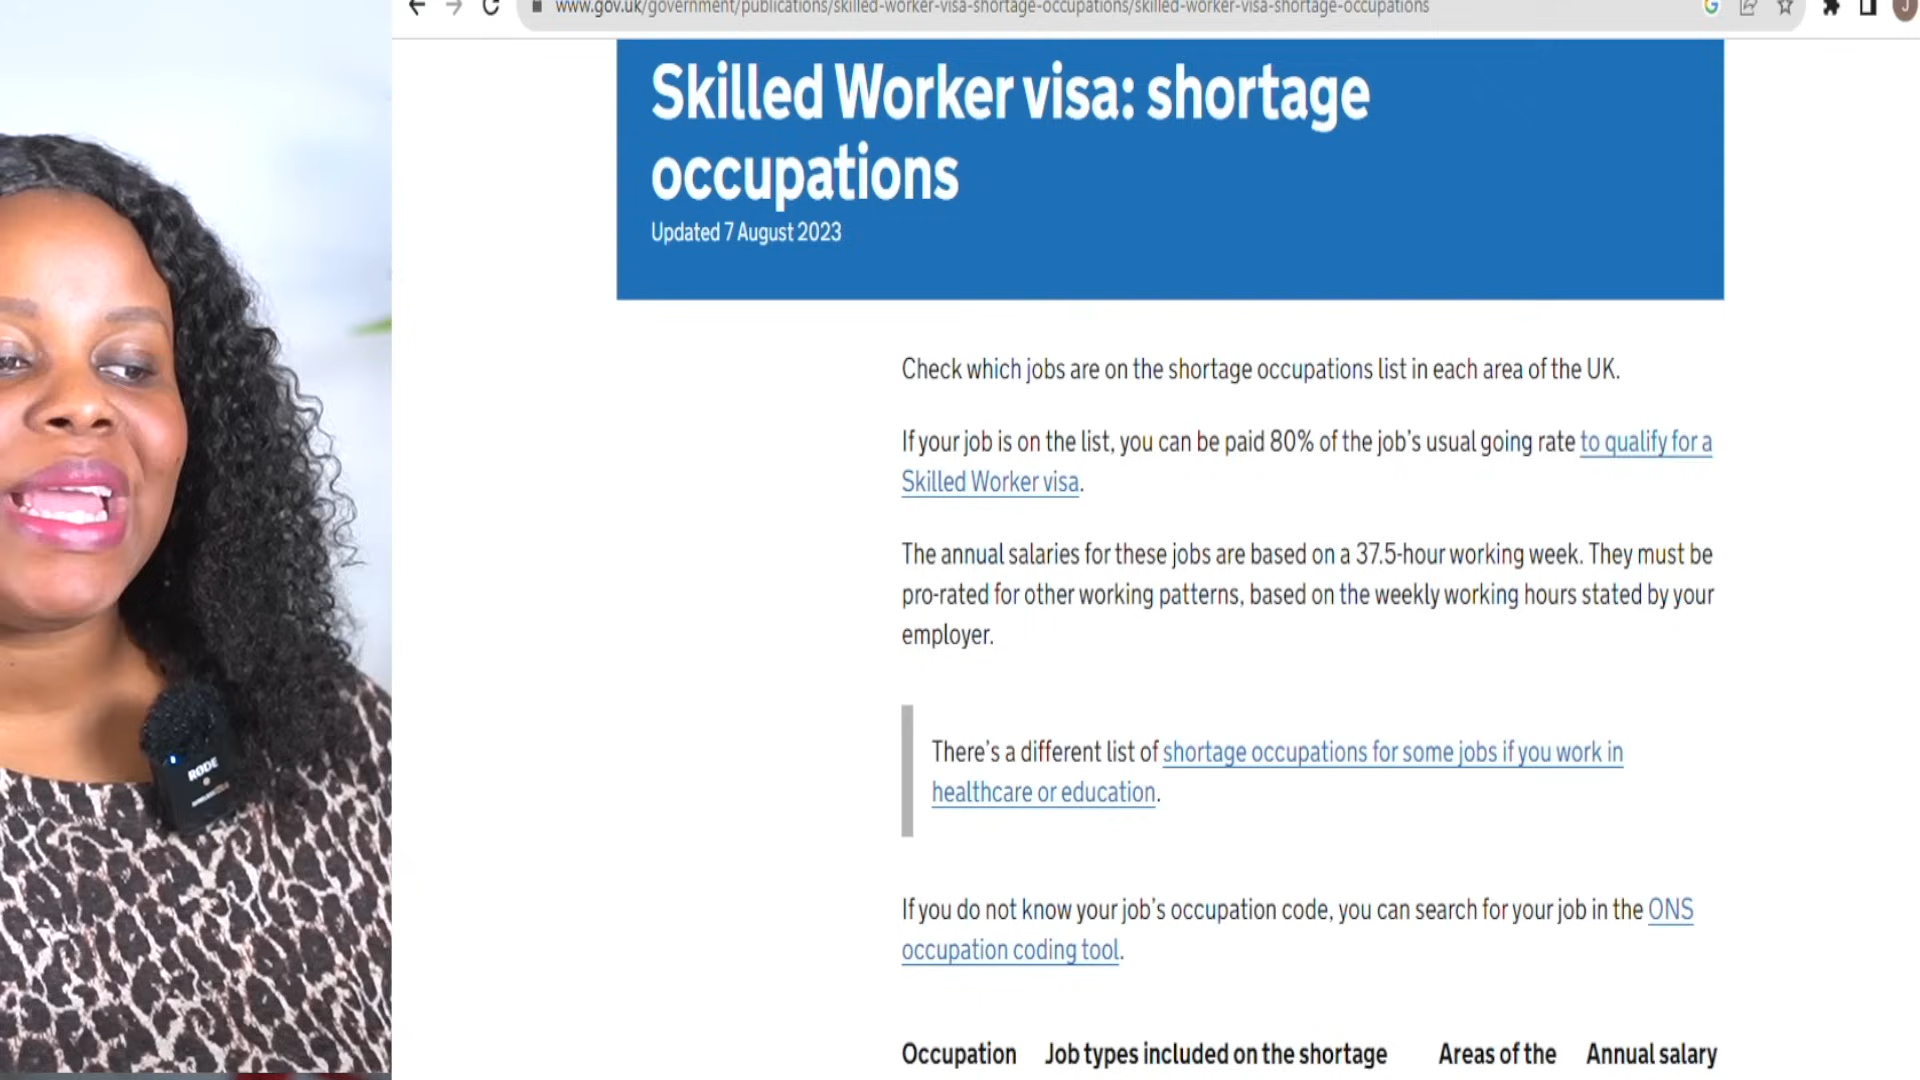 www.gov.uk/government/publications/skilled-worker-visa-shortage-occupations/skilled-worker-visa-shortage-occupations
J
Skilled Worker visa: shortage
occupations
Updated 7 August 2023
Check which jobs are on the shortage occupations list in each area of the UK.
If your job is on the list, you can be paid 80% of the job's usual going rate to qualify for a
Skilled Worker visa.
The annual salaries for these jobs are based on a 37.5-hour working week. They must be
pro-rated for other working patterns, based on the weekly working hours stated by your
employer.
There's a different list of shortage occupations for some jobs if you work in
healthcare or education.
RØDE
If you do not know your job's occupation code, you can search for your job in the ONS
occupation coding tool.
Occupation Job types included on the shortage Areas of the Annual salary